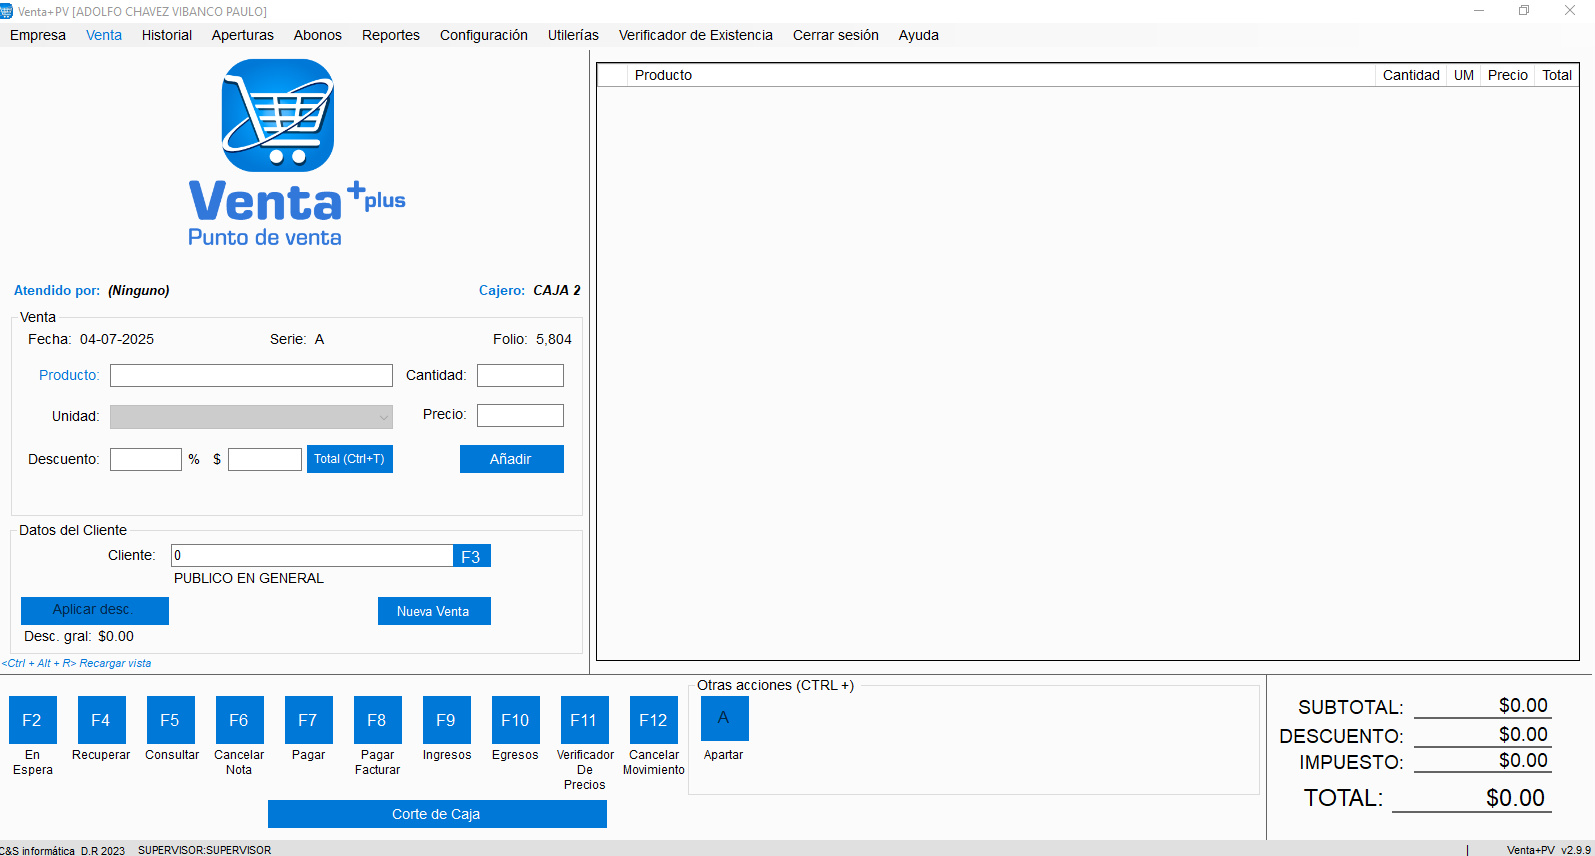 Venta+PV [ADOLFO CHAVEZ VIBANCO PAULO]
Empresa Venta Historial Aperturas Abonos Reportes Configuración Utilerías Verificador de Existencia Cerrar sesión Ayuda
Venta+plus
Punto de venta
Atendido por: (Ninguno) Cajero: CAJA 2
Venta
Fecha: 04-07-2025 Serie: A Folio: 5,804
Producto: Cantidad:
Unidad: Precio:
Descuento: % $ Total (Ctrl+T) Añadir
Datos del Cliente
Cliente: 0 F3
PUBLICO EN GENERAL
Aplicar desc. Nueva Venta
Desc. gral: $0.00
<Ctrl + Alt + R> Recargar vista
Producto Cantidad UM Precio Total
F2 En Espera
F4 Recuperar
F5 Consultar
F6 Cancelar Nota
F7 Pagar
F8 Pagar Facturar
F9 Ingresos
F10 Egresos
F11 Verificador De Precios
F12 Cancelar Movimiento
Otras acciones (CTRL +)
A Apartar
Corte de Caja
SUBTOTAL: $0.00
DESCUENTO: $0.00
IMPUESTO: $0.00
TOTAL: $0.00
C&S informática D.R 2023 SUPERVISOR:SUPERVISOR | Venta+PV v2.9.9